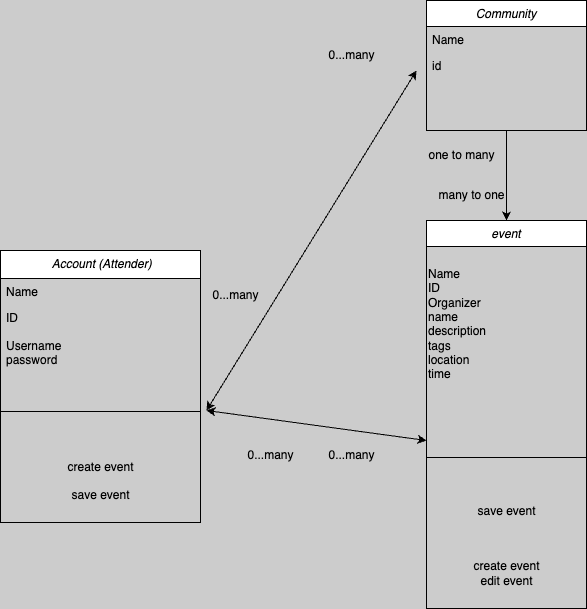 Community
Name
id
0...many
one to many
many to one
event
Name
ID
Organizer
name
description
tags
location
time
save event
create event
edit event
Account (Attender)
Name
ID
Username
password
create event
save event
0...many
0...many
0...many